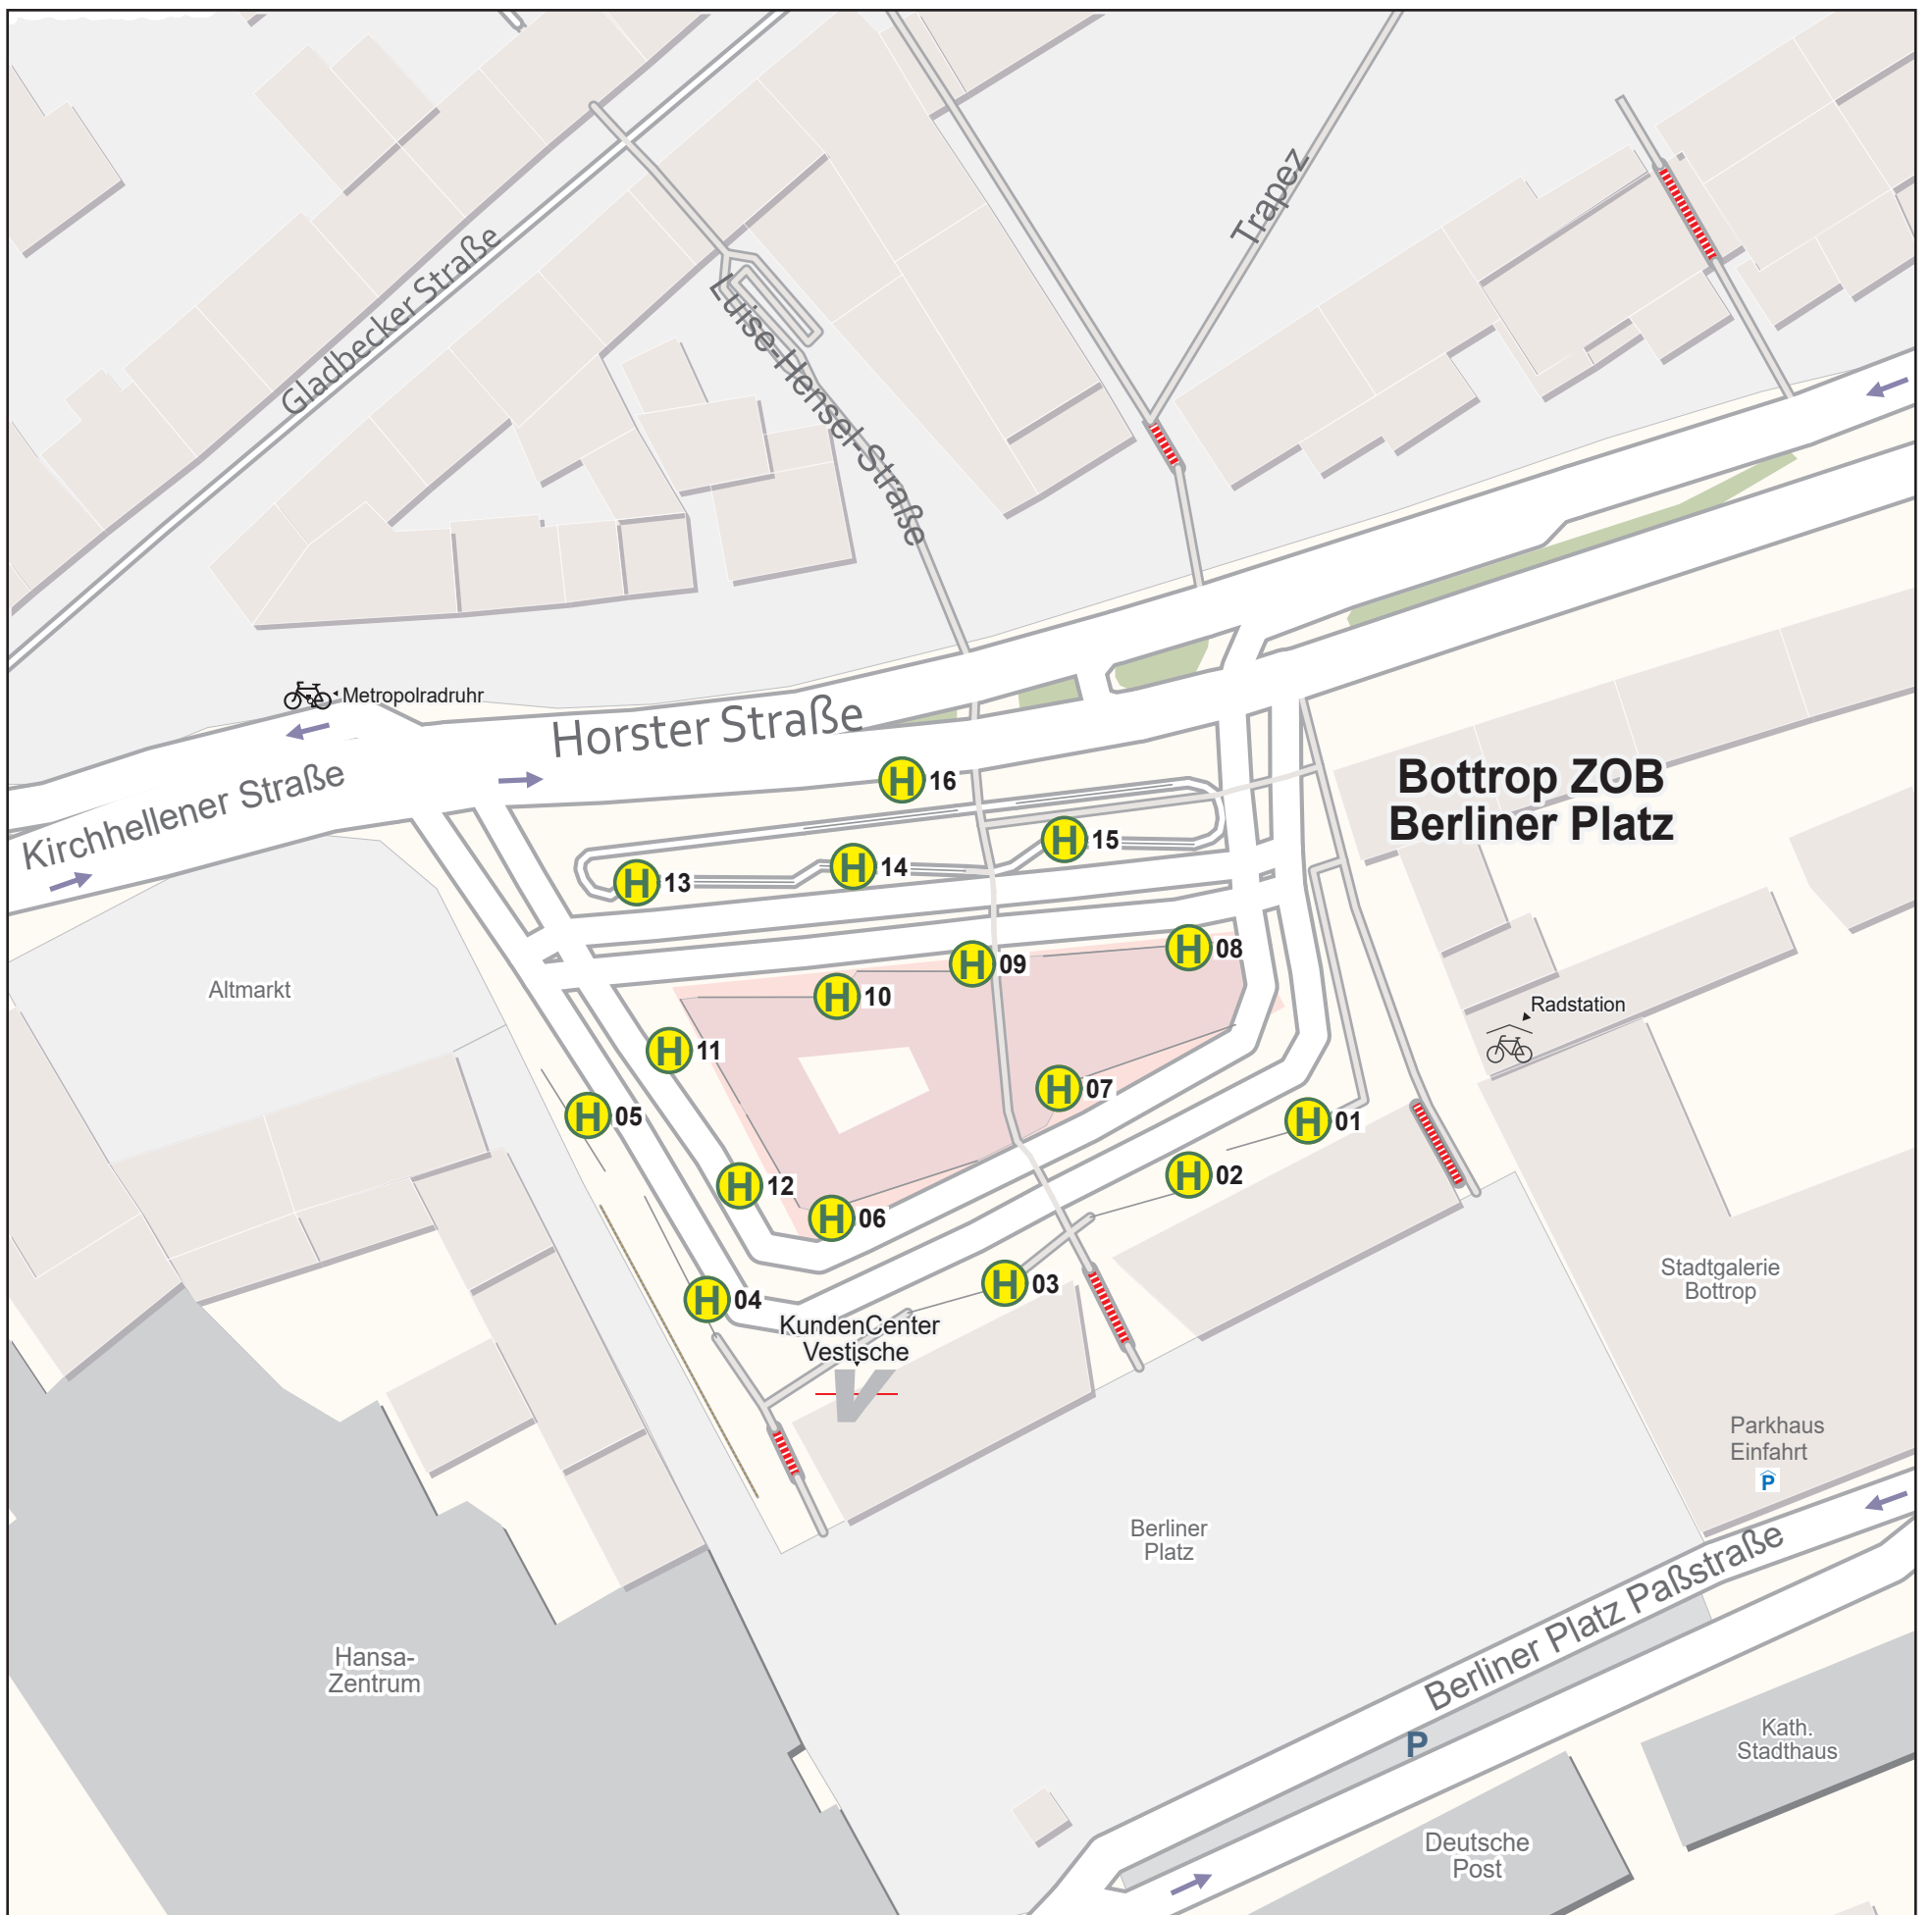 Trapez
Gladbecker Straße
Luise-Hensel-Straße
Metropolradruhr
Horster Straße
Kirchhellener Straße
Bottrop ZOB
Berliner Platz
H 16
H 15
H 14
H 13
H 08
H 09
H 10
Altmarkt
Radstation
H 11
H 07
H 05
H 01
H 02
H 12
H 06
H 03
H 04
Stadtgalerie
Bottrop
KundenCenter
Vestische
V
Parkhaus
Einfahrt
P
Berliner
Platz
Berliner Platz Paßstraße
Hansa-
Zentrum
P
Kath.
Stadthaus
Deutsche
Post